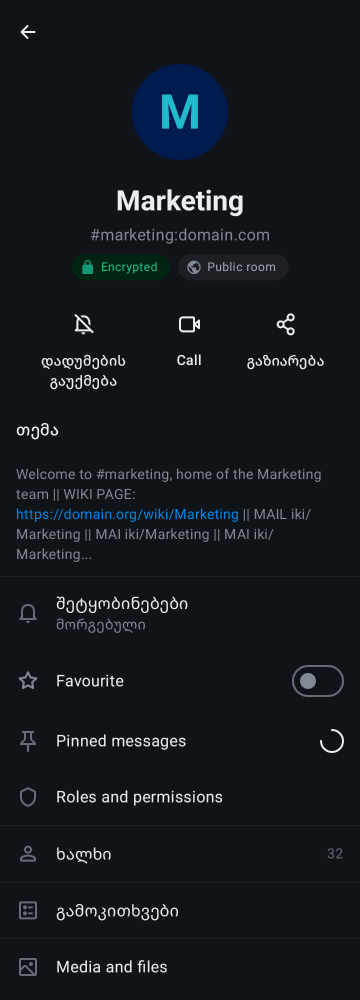 M
Marketing
#marketing:domain.com
Encrypted
Public room
დადუმების
გაუქმება
Call
გაზიარება
თემა
Welcome to #marketing, home of the Marketing
team || WIKI PAGE:
https://domain.org/wiki/Marketing || MAIL iki/
Marketing || MAI iki/Marketing || MAI iki/
Marketing...
შეტყობინებები
მორგებული
Favourite
Pinned messages
Roles and permissions
ხალხი 32
გამოკითხვები
Media and files